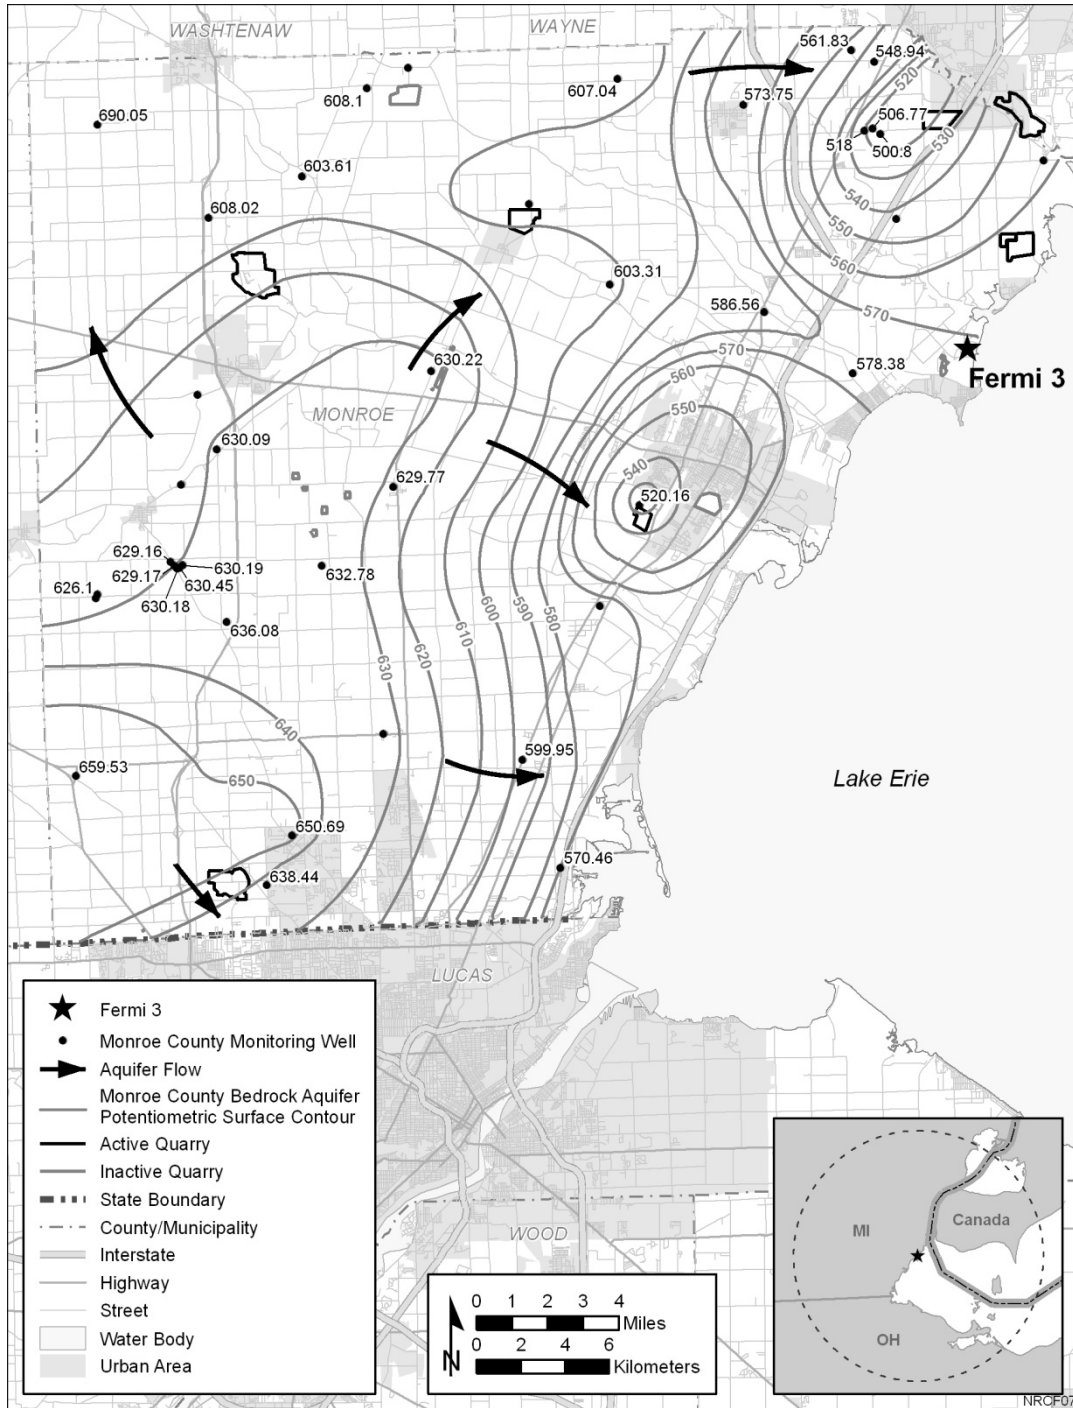 WASHTENAW
WAYNE
561.83
548.94
520
608.1
607.04
573.75
690.05
506.77
518
500.8
530
603.61
540
608.02
550
560
603.31
586.56
570
570
578.38
Fermi 3
560
630.22
550
MONROE
630.09
540
629.77
520.16
629.16
630.19
629.17
630.45
626.1
630.18
632.78
636.08
600
590
580
610
620
630
640
599.95
659.53
650
Lake Erie
650.69
570.46
638.44
LUCAS
Fermi 3
Monroe County Monitoring Well
Aquifer Flow
Monroe County Bedrock Aquifer
Potentiometric Surface Contour
Active Quarry
Inactive Quarry
State Boundary
County/Municipality
Interstate
Highway
Street
Water Body
Urban Area
WOOD
0 1 2 3 4
Miles
0 2 4 6
Kilometers
N
MI
Canada
OH
NRCF07